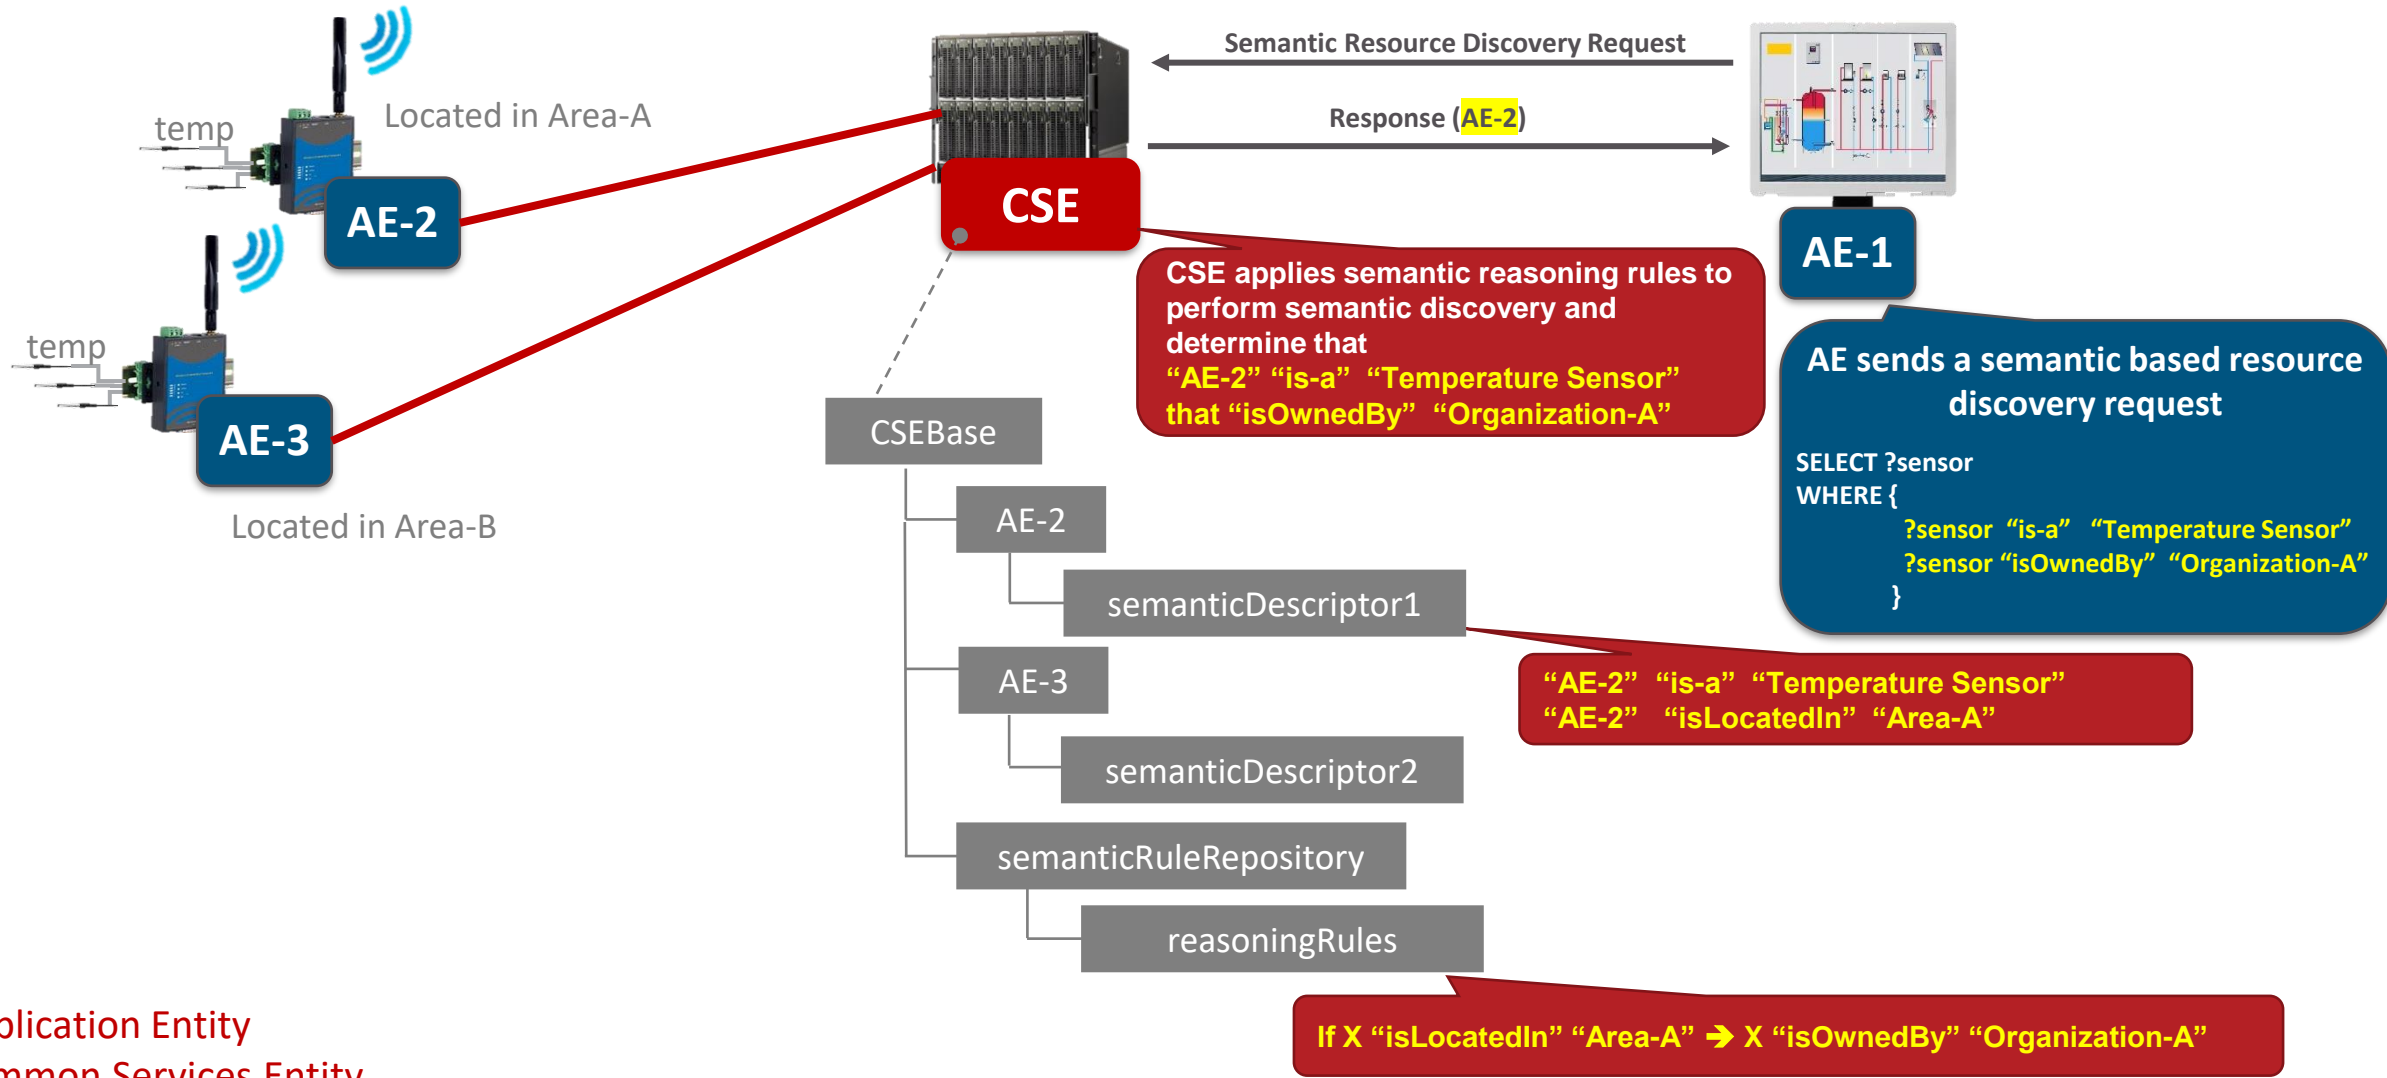 Semantic Resource Discovery Request
Response (AE-2)
temp
Located in Area-A
AE-2
CSE
AE-1
temp
AE-3
Located in Area-B
CSE applies semantic reasoning rules to
perform semantic discovery and
determine that
“AE-2” “is-a” “Temperature Sensor”
that “isOwnedBy” “Organization-A”
AE sends a semantic based resource
discovery request
SELECT ?sensor
WHERE {
?sensor “is-a” “Temperature Sensor”
?sensor “isOwnedBy” “Organization-A”
}
CSEBase
AE-2
semanticDescriptor1
“AE-2” “is-a” “Temperature Sensor”
“AE-2” “isLocatedIn” “Area-A”
AE-3
semanticDescriptor2
semanticRuleRepository
reasoningRules
If X “isLocatedIn” “Area-A” ➔ X “isOwnedBy” “Organization-A”
plication Entity
mmon Services Entity